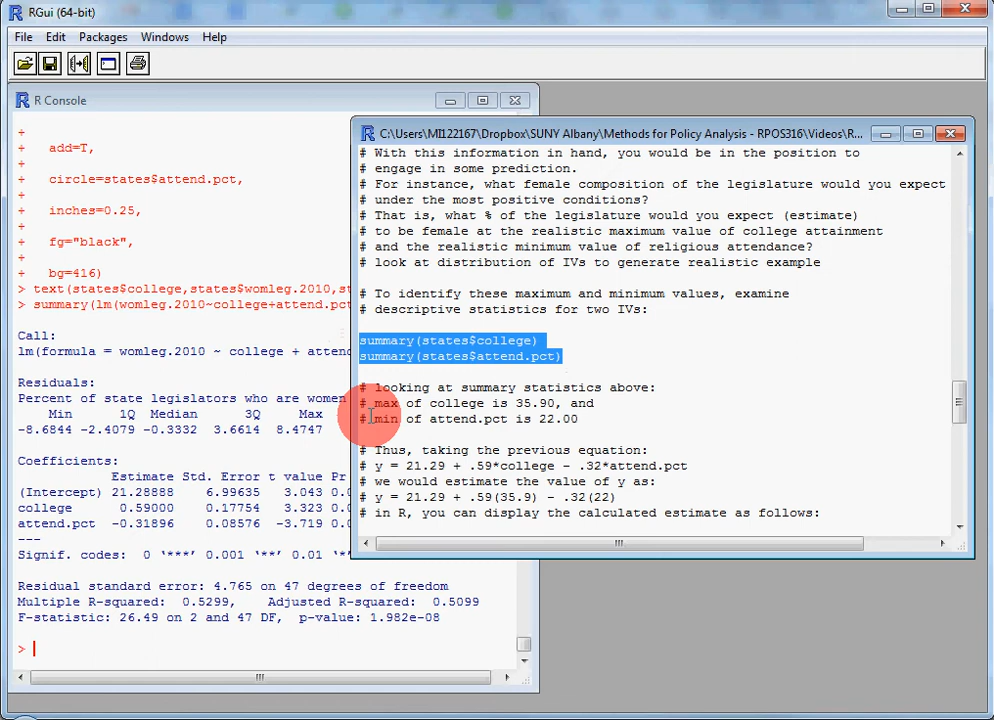 RGui (64-bit)
File Edit Packages Windows Help
R Console
+
+ add=T,
+
+ circle=states$attend.pct,
+
+ inches=0.25,
+
+ fg="black",
+
+ bg=416)
> text(states$college,states$womleg.2010,st
> summary(lm(womleg.2010~college+attend.pct
Call:
lm(formula = womleg.2010 ~ college + attend
Residuals:
Percent of state legislators who are women
Min 1Q Median 3Q Max
-8.6844 -2.4079 -0.3332 3.6614 8.4747
Coefficients:
Estimate Std. Error t value Pr
(Intercept) 21.28888 6.99635 3.043 0.0
college 0.59000 0.17754 3.323 0.0
attend.pct -0.31896 0.08576 -3.719 0.0
---
Signif. codes: 0 ‘***’ 0.001 ‘**’ 0.01 ‘*
Residual standard error: 4.765 on 47 degrees of freedom
Multiple R-squared: 0.5299, Adjusted R-squared: 0.5099
F-statistic: 26.49 on 2 and 47 DF, p-value: 1.982e-08
>
C:\Users\MI122167\Dropbox\SUNY Albany\Methods for Policy Analysis - RPOS316\Videos\R...
# With this information in hand, you would be in the position to
# engage in some prediction.
# For instance, what female composition of the legislature would you expect
# under the most positive conditions?
# That is, what % of the legislature would you expect (estimate)
# to be female at the realistic maximum value of college attainment
# and the realistic minimum value of religious attendance?
# look at distribution of IVs to generate realistic example
# To identify these maximum and minimum values, examine
# descriptive statistics for two IVs:
summary(states$college)
summary(states$attend.pct)
# looking at summary statistics above:
# max of college is 35.90, and
# min of attend.pct is 22.00
# Thus, taking the previous equation:
# y = 21.29 + .59*college - .32*attend.pct
# we would estimate the value of y as:
# y = 21.29 + .59(35.9) - .32(22)
# in R, you can display the calculated estimate as follows: